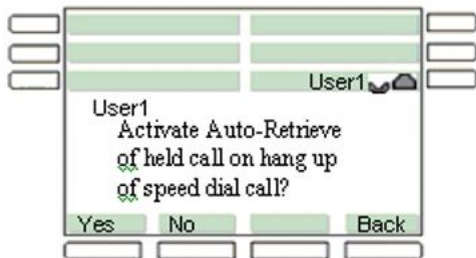 User1
User1
Activate Auto-Retrieve
of held call on hang up
of speed dial call?
Yes No Back